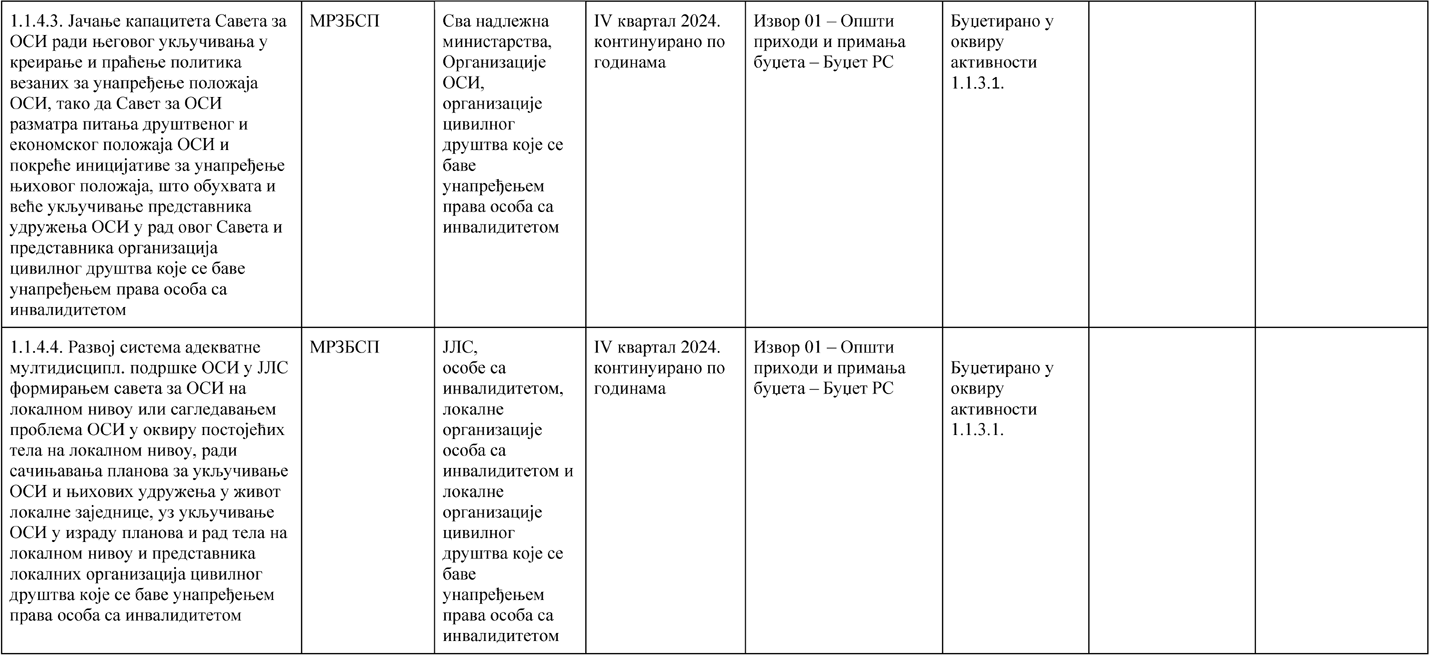 1.1.4.3. Јачање капацитета Савета за
ОСИ ради његовог укључивања у
креирање и праћење политика
везаних за унапређење положаја
ОСИ, тако да Савет за ОСИ
разматра питања друштвеног и
економског положаја ОСИ и
покреће иницијативе за унапређење
њиховог положаја, што обухвата и
веће укључивање представника
удружења ОСИ у рад овог Савета и
представника организација
цивилног друштва које се баве
унапређењем права особа са
инвалидитетом
МРЗБСП
Сва надлежна
министарства,
Организације
ОСИ,
организације
цивилног
друштва које се
баве
унапређењем
права особа са
инвалидитетом
IV квартал 2024.
континуирано по
годинама
Извор 01 – Општи
приходи и примања
буџета – Буџет РС
Буџетирано у
оквиру
активности
1.1.3.1.
1.1.4.4. Развој система адекватне
мултидисципл. подршке ОСИ у ЈЛС
формирањем савета за ОСИ на
локалном нивоу или сагледавањем
проблема ОСИ у оквиру постојећих
тела на локалном нивоу, ради
сачињавања планова за укључивање
ОСИ и њихових удружења у живот
локалне заједнице, уз укључивање
ОСИ у израду планова и рад тела на
локалном нивоу и представника
локалних организација цивилног
друштва које се баве унапређењем
права особа са инвалидитетом
МРЗБСП
ЈЛС,
особе са
инвалидитетом,
локалне
организације
особа са
инвалидитетом и
локалне
организације
цивилног
друштва које се
баве
унапређењем
права особа са
инвалидитетом
IV квартал 2024.
континуирано по
годинама
Извор 01 – Општи
приходи и примања
буџета – Буџет РС
Буџетирано у
оквиру
активности
1.1.3.1.